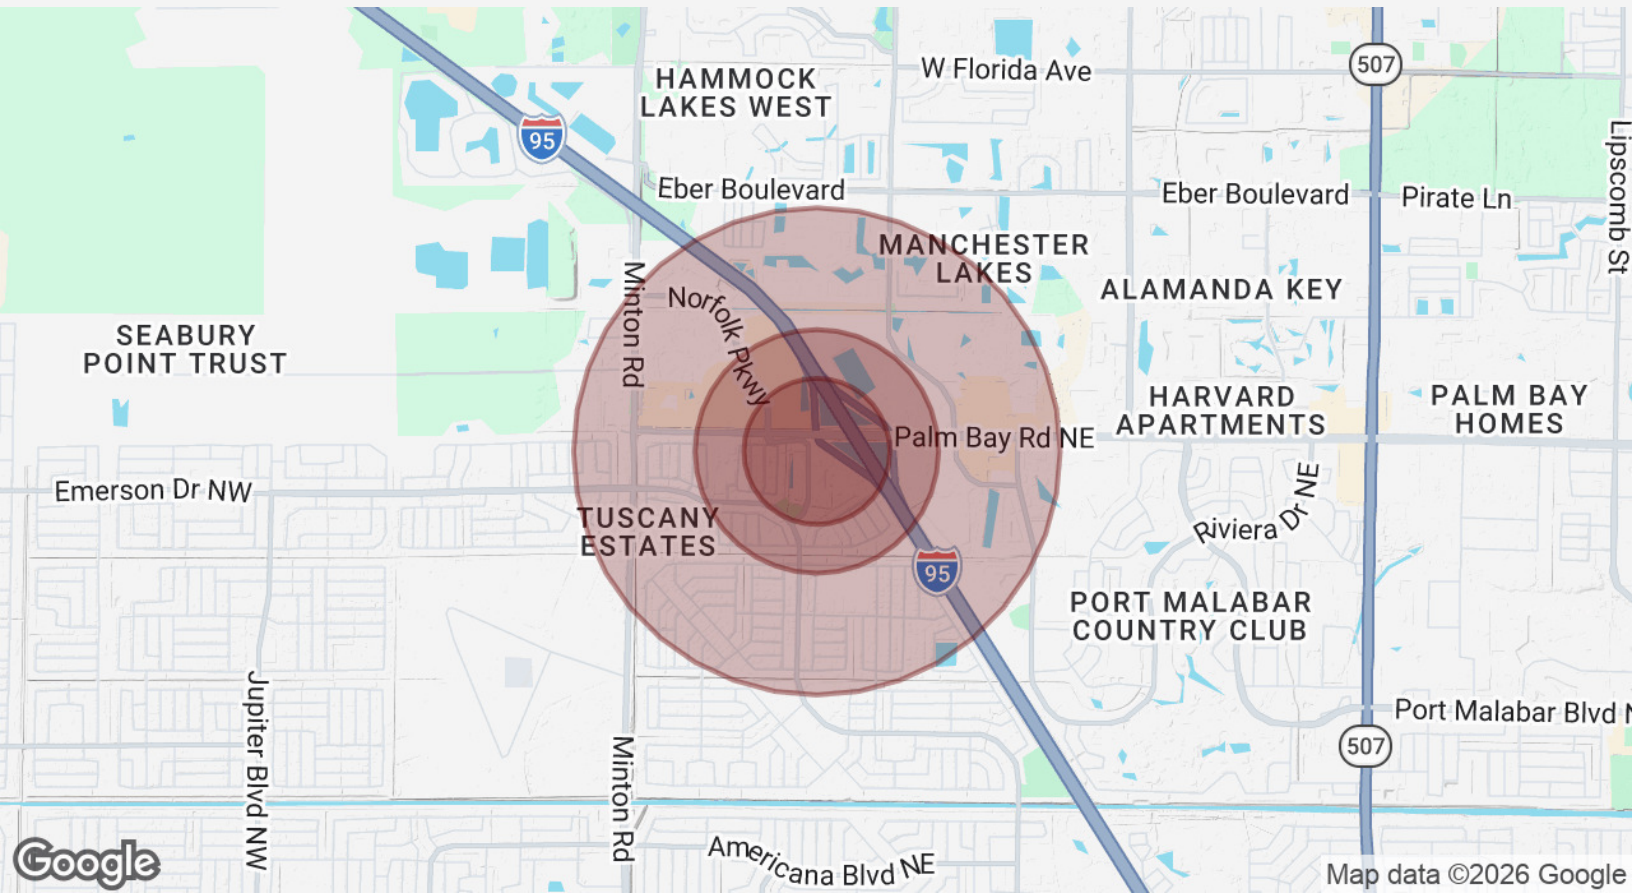 507
W Florida Ave
HAMMOCK
LAKES WEST
95
Lipscomb St
Eber Boulevard
Eber Boulevard
Pirate Ln
MANCHESTER
LAKES
ALAMANDA KEY
Minton Rd
Norfolk Pkwy
SEABURY
POINT TRUST
HARVARD
APARTMENTS
PALM BAY
HOMES
Palm Bay Rd NE
Emerson Dr NW
Riviera Dr NE
TUSCANY
ESTATES
95
PORT MALABAR
COUNTRY CLUB
Jupiter Blvd NW
Port Malabar Blvd N
507
Minton Rd
Americana Blvd NE
Google
Map data ©2026 Google